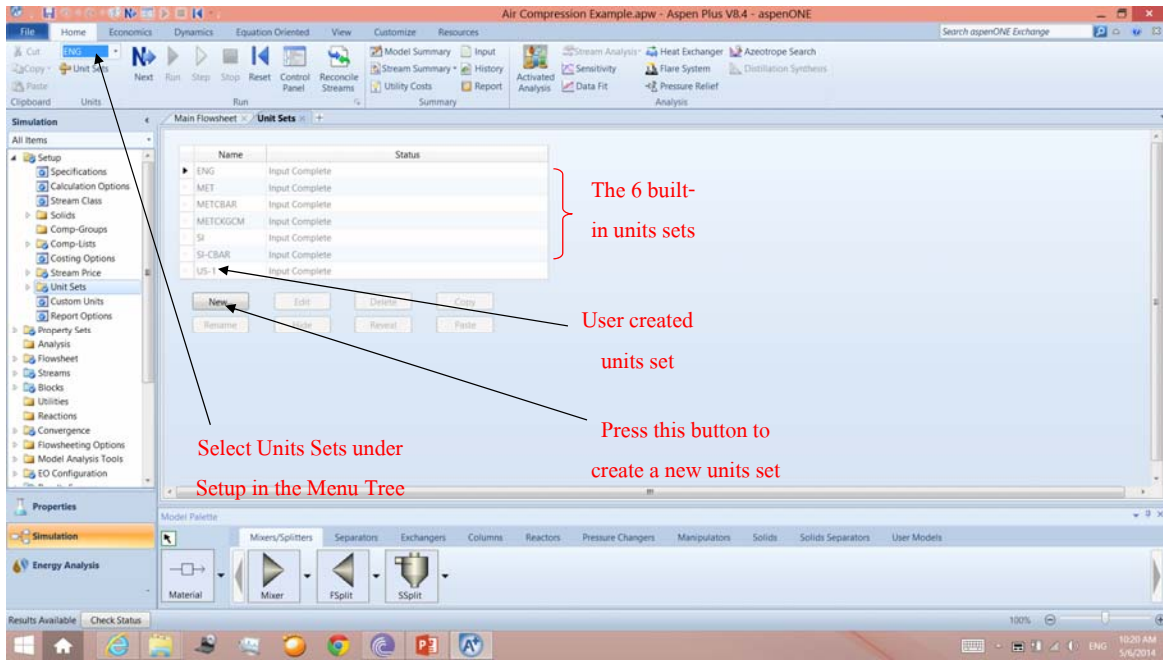 Air Compression Example.apw - Aspen Plus V8.4 - aspenONE
File Home Economics Dynamics Equation Oriented View Customize Resources Search aspenONE Exchange
Cut ENG Model Summary Input Stream Analysis Heat Exchanger Azeotrope Search
Copy Unit Sets Next Run Step Stop Reset Control Panel Reconcile Streams Stream Summary History Activated Analysis Sensitivity Flare System Distillation Synthesis
Paste Utility Costs Report Data Fit Pressure Relief
Clipboard Units Run Summary Analysis
Simulation Main Flowsheet Unit Sets
All Items
Setup
Specifications
Calculation Options
Stream Class
Solids
Comp-Groups
Comp-Lists
Costing Options
Stream Price
Unit Sets
Custom Units
Report Options
Property Sets
Analysis
Flowsheet
Streams
Blocks
Utilities
Reactions
Convergence
Flowsheeting Options
Model Analysis Tools
EO Configuration
Properties
Simulation
Energy Analysis
Name Status
ENG Input Complete
MET Input Complete
METCBAR Input Complete
METCKGCM Input Complete
SI Input Complete
SI-CBAR Input Complete
US-1 Input Complete
New... Edit Delete Copy
Rename Hide Reveal Paste
The 6 built-
in units sets
User created
units set
Press this button to
create a new units set
Select Units Sets under
Setup in the Menu Tree
Model Palette
Mixers/Splitters Separators Exchangers Columns Reactors Pressure Changers Manipulators Solids Solids Separators User Models
Material Mixer FSplit SSplit
Results Available Check Status 100%
ENG 10:20 AM
5/6/2014